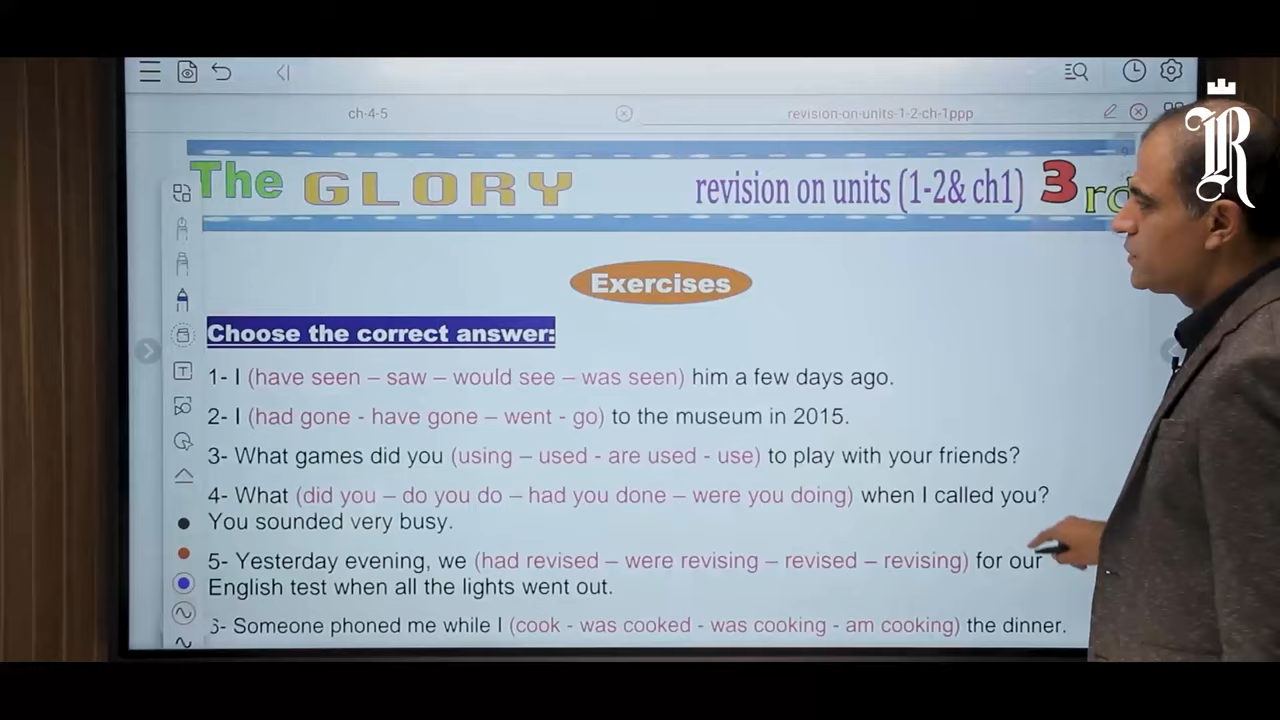 ch-4-5
revision-on-units-1-2-ch-1ppp
The GLORY revision on units (1-2& ch1) 3rd
Exercises
Choose the correct answer:
1- I (have seen – saw – would see – was seen) him a few days ago.
2- I (had gone - have gone – went - go) to the museum in 2015.
3- What games did you (using – used - are used - use) to play with your friends?
4- What (did you – do you do – had you done – were you doing) when I called you?
You sounded very busy.
5- Yesterday evening, we (had revised – were revising – revised – revising) for our
English test when all the lights went out.
6- Someone phoned me while I (cook - was cooked - was cooking - am cooking) the dinner.
R